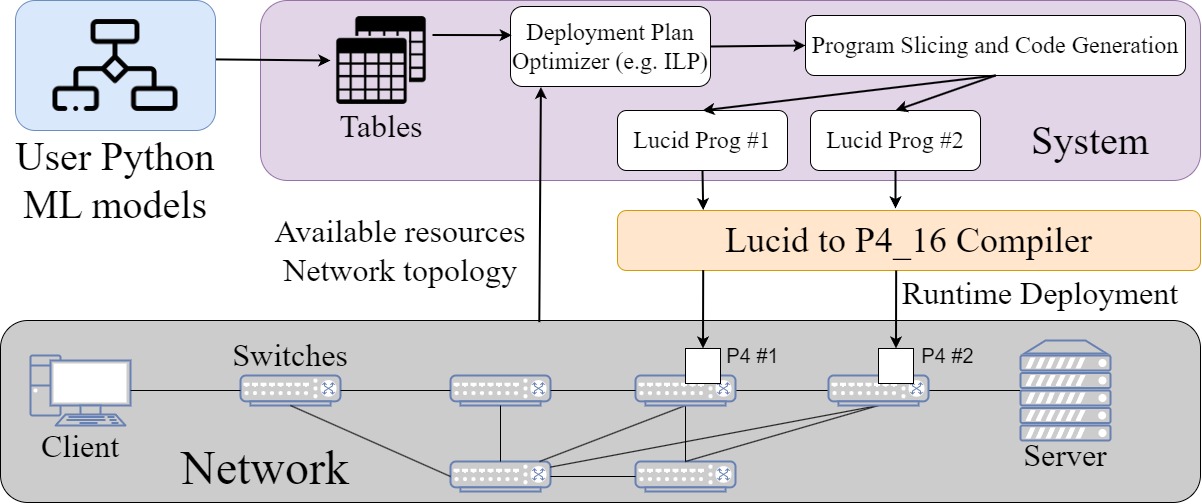 User Python
ML models
Tables
Deployment Plan
Optimizer (e.g. ILP)
Program Slicing and Code Generation
Lucid Prog #1
Lucid Prog #2
System
Available resources
Network topology
Lucid to P4_16 Compiler
Runtime Deployment
Switches
P4 #1
P4 #2
Client
Server
Network